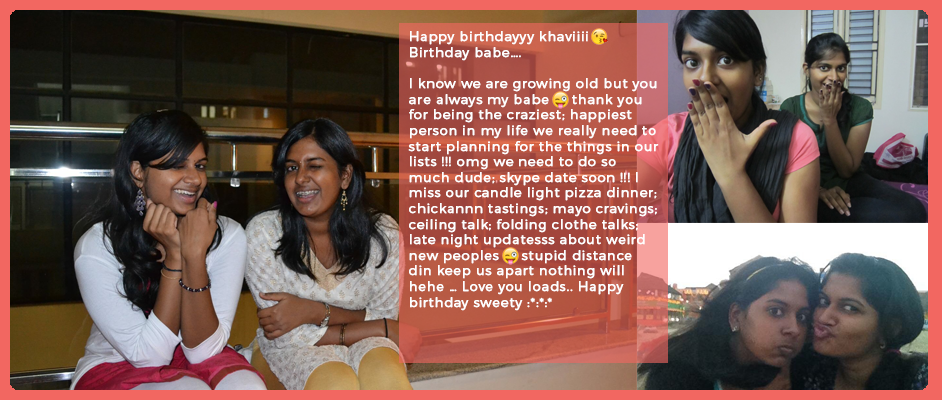 Happy birthdayyy khaviiii😘
Birthday babe....
I know we are growing old but you
are always my babe😜thank you
for being the craziest; happiest
person in my life we really need to
start planning for the things in our
lists !!! omg we need to do so
much dude; skype date soon !!! I
miss our candle light pizza dinner;
chickannn tastings; mayo cravings;
ceiling talk; folding clothe talks;
late night updatesss about weird
new peoples😜stupid distance
din keep us apart nothing will
hehe ... Love you loads.. Happy
birthday sweety :*:*:*